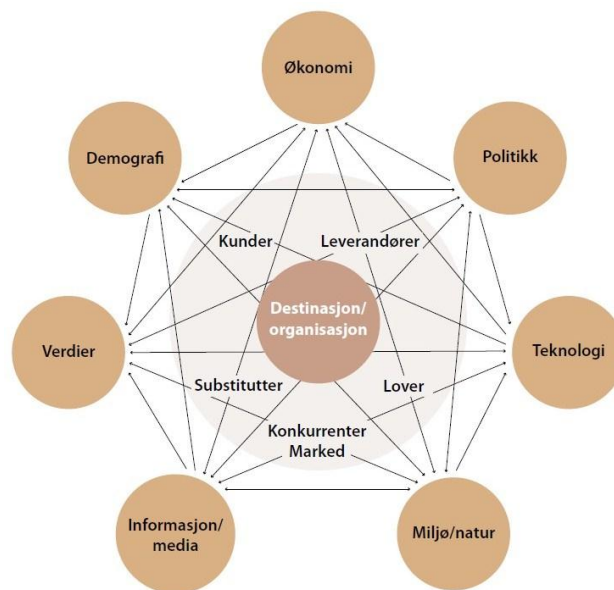 Økonomi
Demografi
Politikk
Kunder
Leverandører
Destinasjon/
organisasjon
Verdier
Teknologi
Substitutter
Lover
Konkurrenter
Marked
Informasjon/
media
Miljø/natur